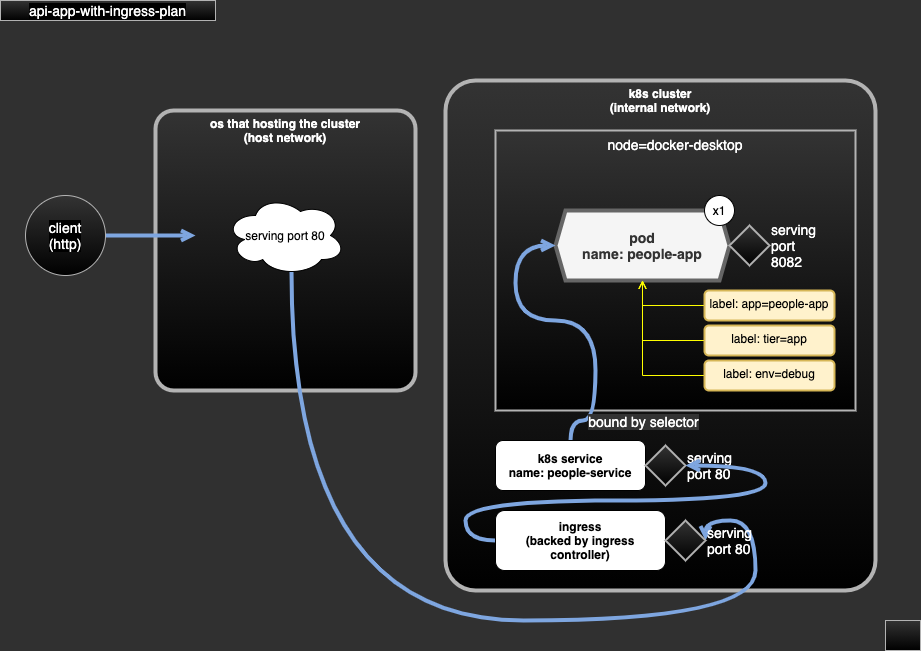 api-app-with-ingress-plan
os that hosting the cluster
(host network)
client
(http)
serving port 80
k8s cluster
(internal network)
node=docker-desktop
x1
pod
name: people-app
serving
port
8082
label: app=people-app
label: tier=app
label: env=debug
bound by selector
k8s service
name: people-service
serving
port 80
ingress
(backed by ingress
controller)
serving
port 80